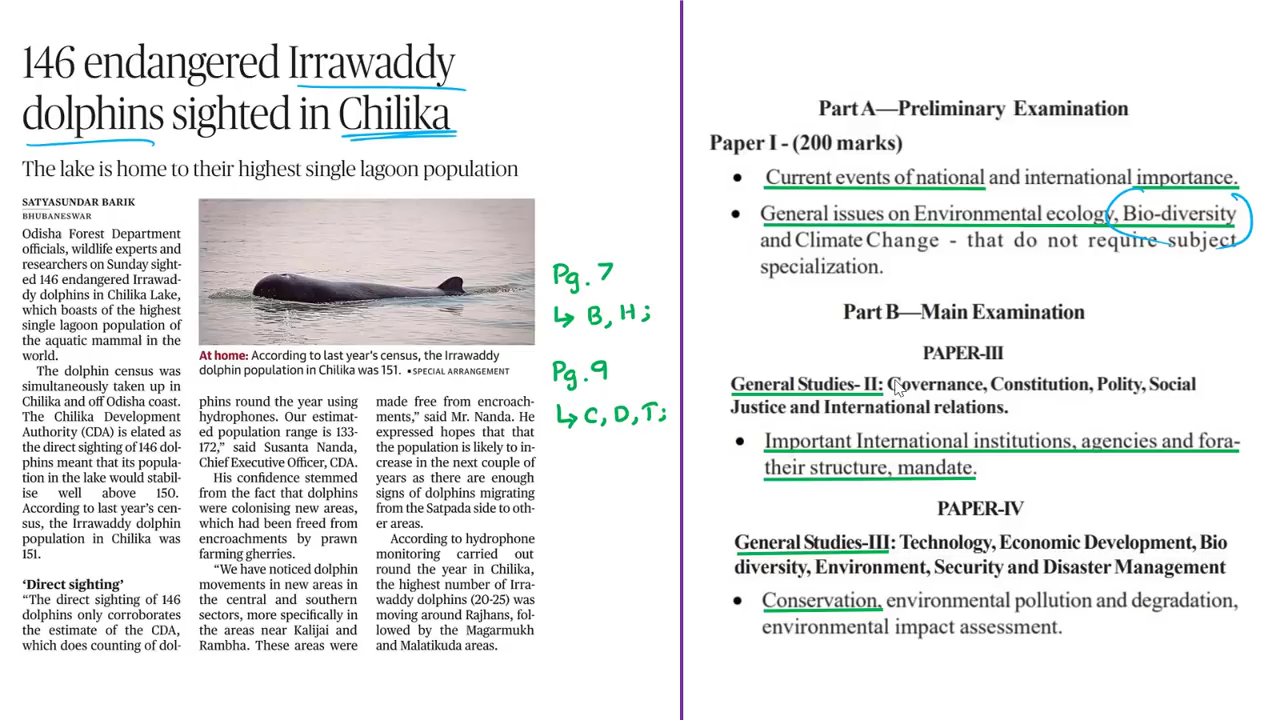 146 endangered Irrawaddy
dolphins sighted in Chilika
The lake is home to their highest single lagoon population
SATYASUNDAR BARIK
BHUBANESWAR
Odisha Forest Department
officials, wildlife experts and
researchers on Sunday sight-
ed 146 endangered Irrawad-
dy dolphins in Chilika Lake,
which boasts of the highest
single lagoon population of
the aquatic mammal in the
world.
The dolphin census was
simultaneously taken up in
Chilika and off Odisha coast.
The Chilika Development
Authority (CDA) is elated as
the direct sighting of 146 dol-
phins meant that its popula-
tion in the lake would stabil-
ise well above 150.
According to last year's cen-
sus, the Irrawaddy dolphin
population in Chilika was
151.
'Direct sighting'
"The direct sighting of 146
dolphins only corroborates
the estimate of the CDA,
which does counting of dol-
At home: According to last year's census, the Irrawaddy
dolphin population in Chilika was 151. •SPECIAL ARRANGEMENT
phins round the year using
hydrophones. Our estimat-
ed population range is 133-
172," said Susanta Nanda,
Chief Executive Officer, CDA.
His confidence stemmed
from the fact that dolphins
were colonising new areas,
which had been freed from
encroachments by prawn
farming gherries.
"We have noticed dolphin
movements in new areas in
the central and southern
sectors, more specifically in
the areas near Kalijai and
Rambha. These areas were
made free from encroach-
ments," said Mr. Nanda. He
expressed hopes that that
the population is likely to in-
crease in the next couple of
years as there are enough
signs of dolphins migrating
from the Satpada side to oth-
er areas.
According to hydrophone
monitoring carried out
round the year in Chilika,
the highest number of Irra-
waddy dolphins (20-25) was
moving around Rajhans, fol-
lowed by the Magarmukh
and Malatikuda areas.
Pg. 7
↳ B, H;
Pg. 9
↳ C, D, T;
Part A—Preliminary Examination
Paper I - (200 marks)
• Current events of national and international importance.
• General issues on Environmental ecology, Bio-diversity
and Climate Change - that do not require subject
specialization.
Part B—Main Examination
PAPER-III
General Studies- II: Governance, Constitution, Polity, Social
Justice and International relations.
• Important International institutions, agencies and fora-
their structure, mandate.
PAPER-IV
General Studies-III: Technology, Economic Development, Bio
diversity, Environment, Security and Disaster Management
• Conservation, environmental pollution and degradation,
environmental impact assessment.